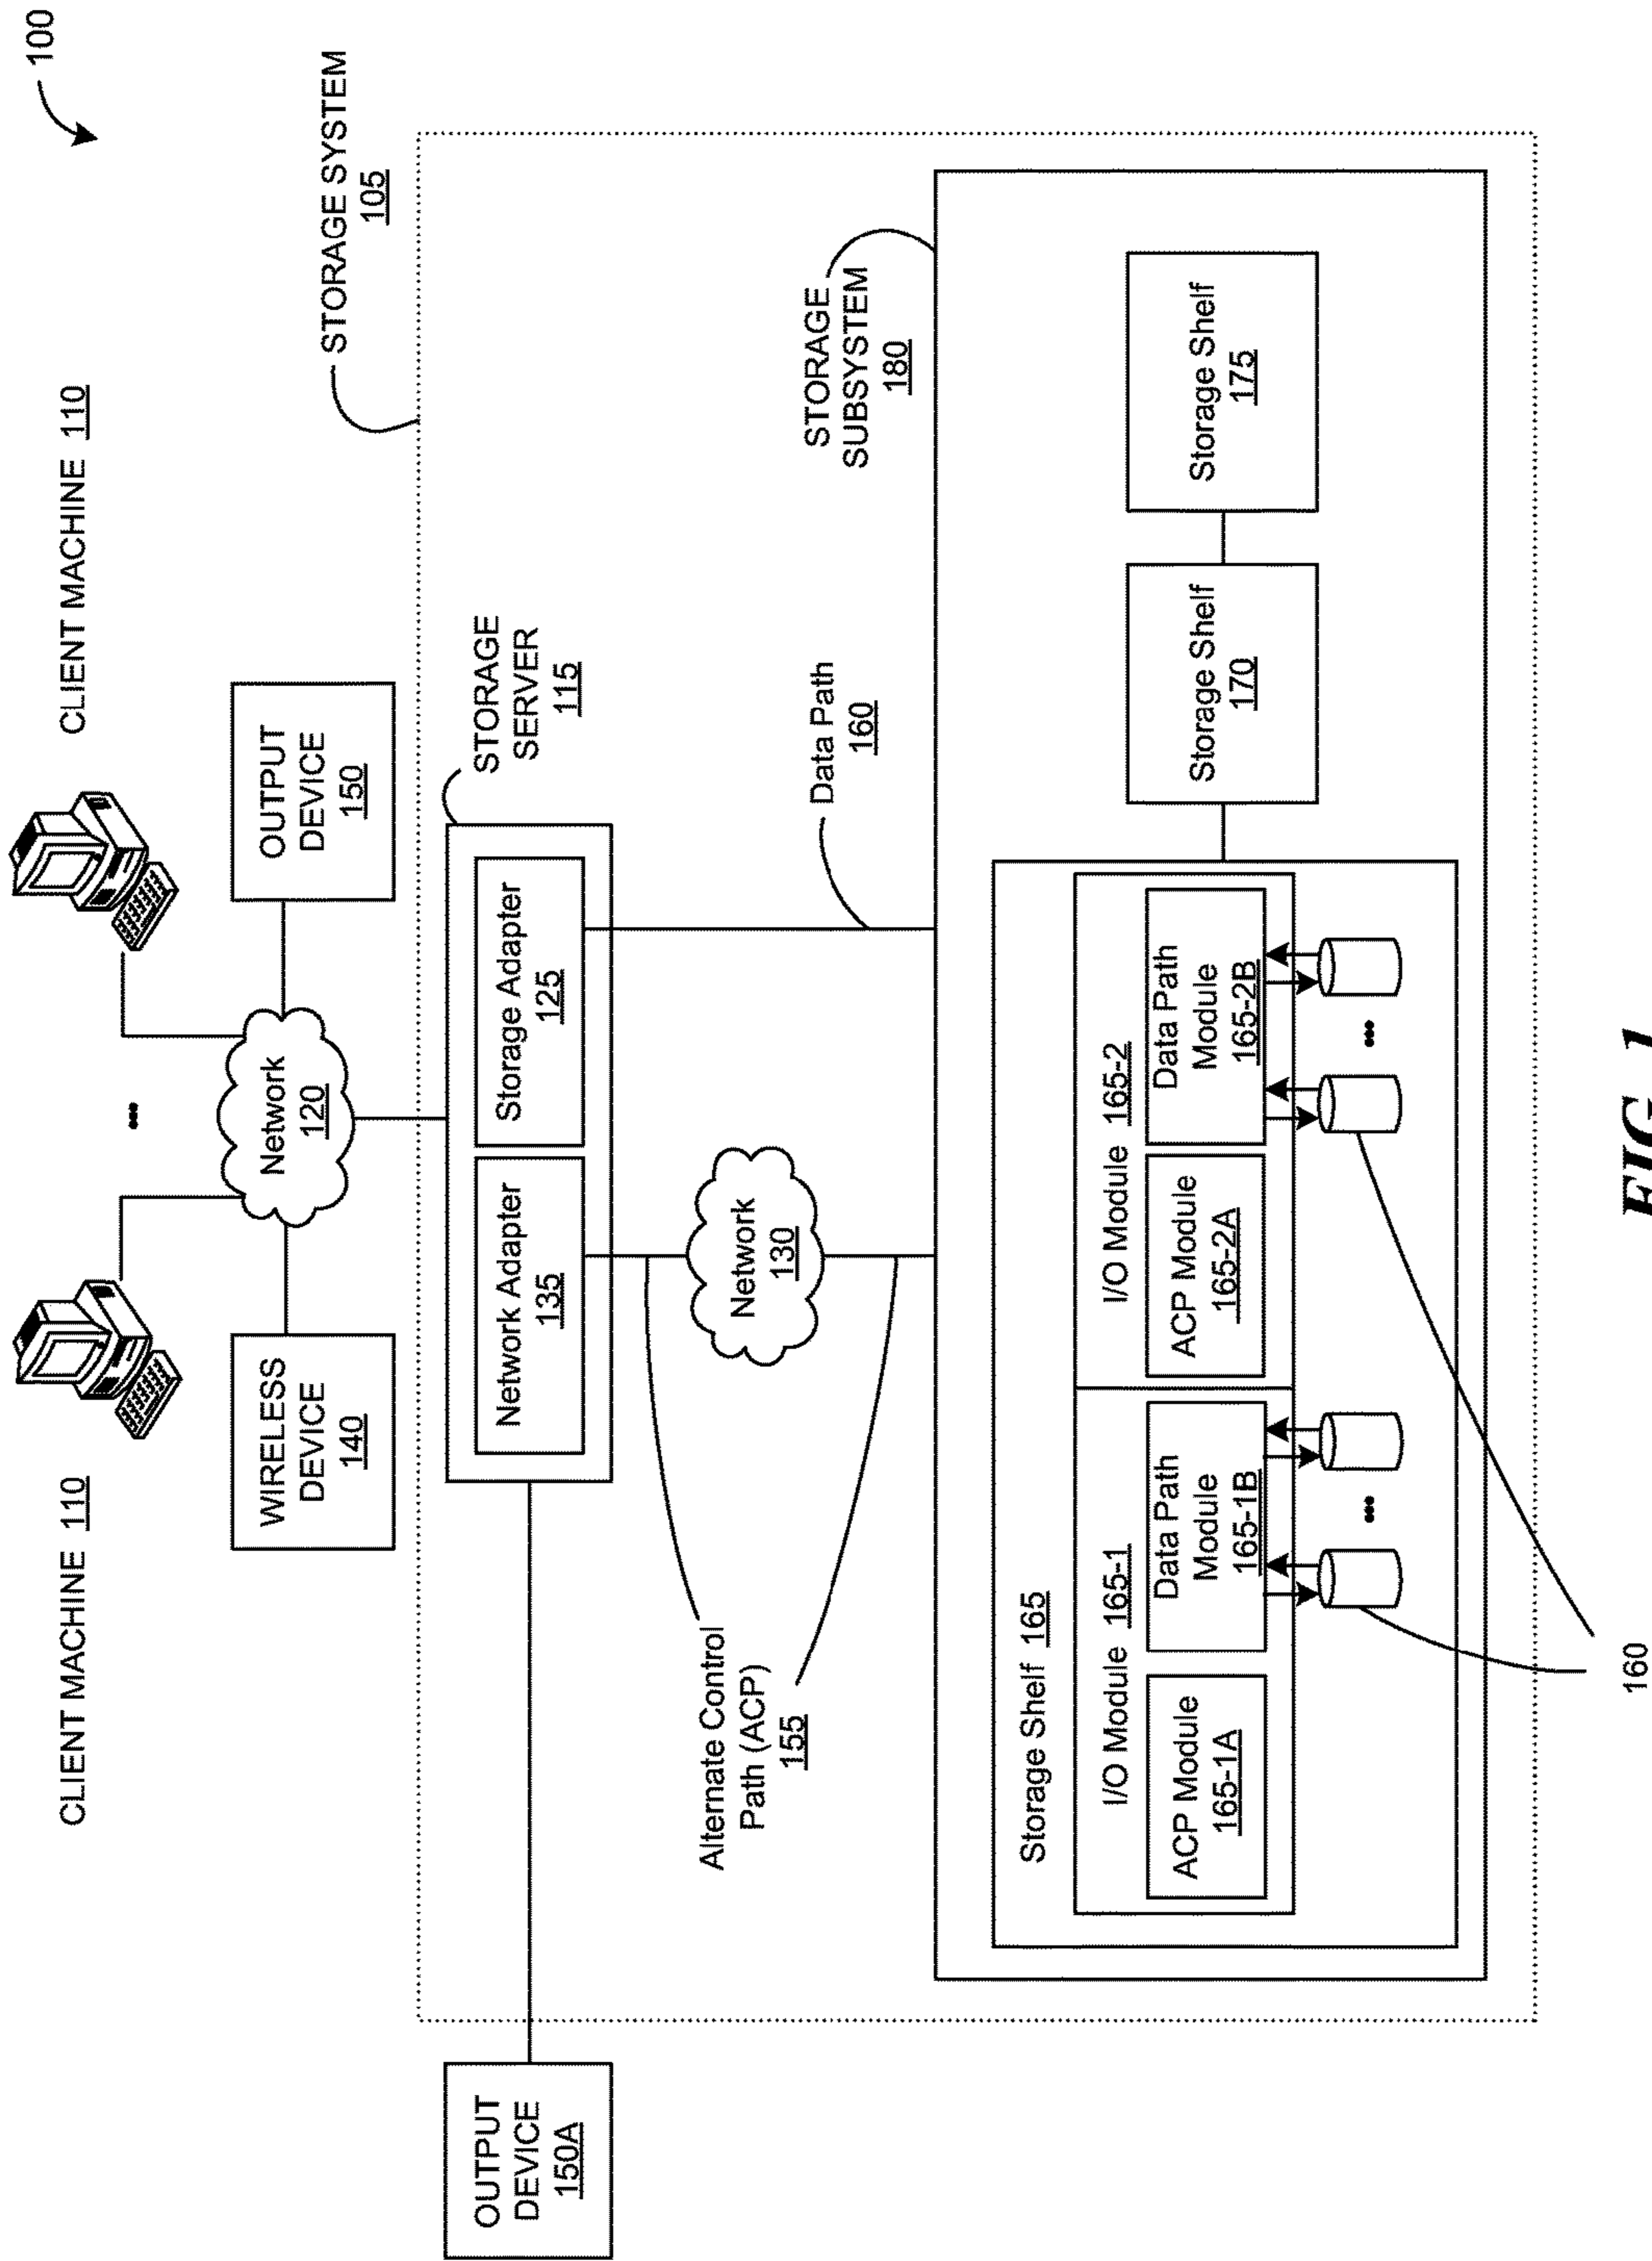 100
CLIENT MACHINE 110
CLIENT MACHINE 110
WIRELESS
DEVICE
140
Network
120
OUTPUT
DEVICE
150
STORAGE SYSTEM
105
OUTPUT
DEVICE
150A
Network Adapter
135
Storage Adapter
125
STORAGE
SERVER
115
Alternate Control
Path (ACP)
155
Network
130
Data Path
160
STORAGE
SUBSYSTEM
180
Storage Shelf 165
I/O Module 165-1
ACP Module
165-1A
Data Path
Module
165-1B
I/O Module 165-2
ACP Module
165-2A
Data Path
Module
165-2B
Storage Shelf
170
Storage Shelf
175
160
FIG. 1